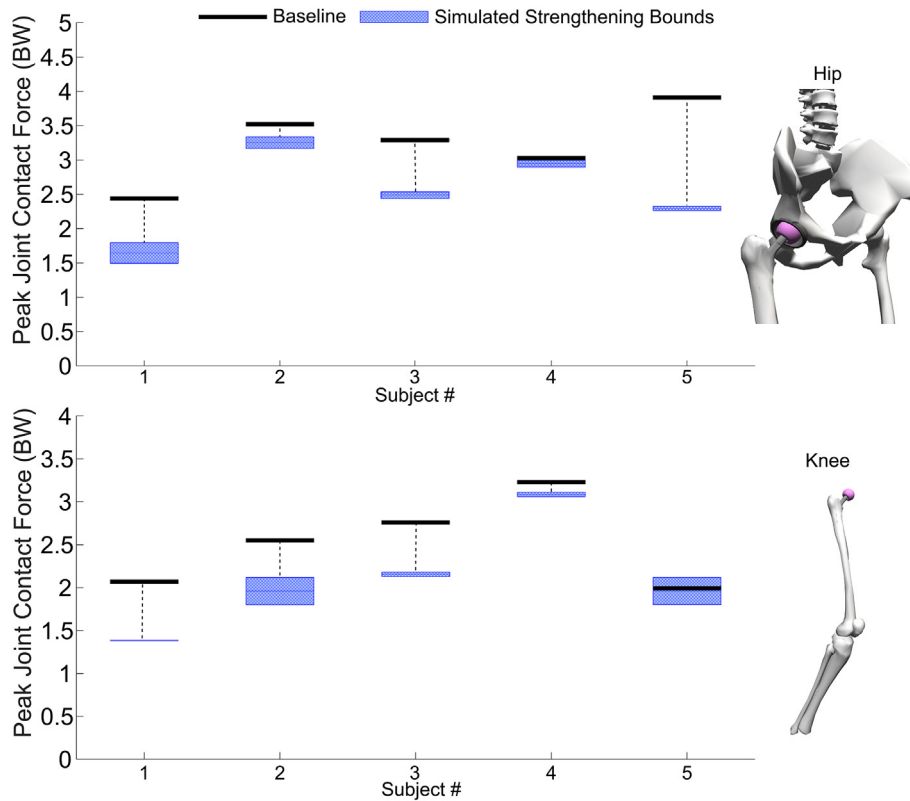 Baseline Simulated Strengthening Bounds
Peak Joint Contact Force (BW)
5
4.5
4
3.5
3
2.5
2
1.5
1
0.5
0
1 2 3 4 5
Subject #
Hip
Peak Joint Contact Force (BW)
4
3.5
3
2.5
2
1.5
1
0.5
0
1 2 3 4 5
Subject #
Knee